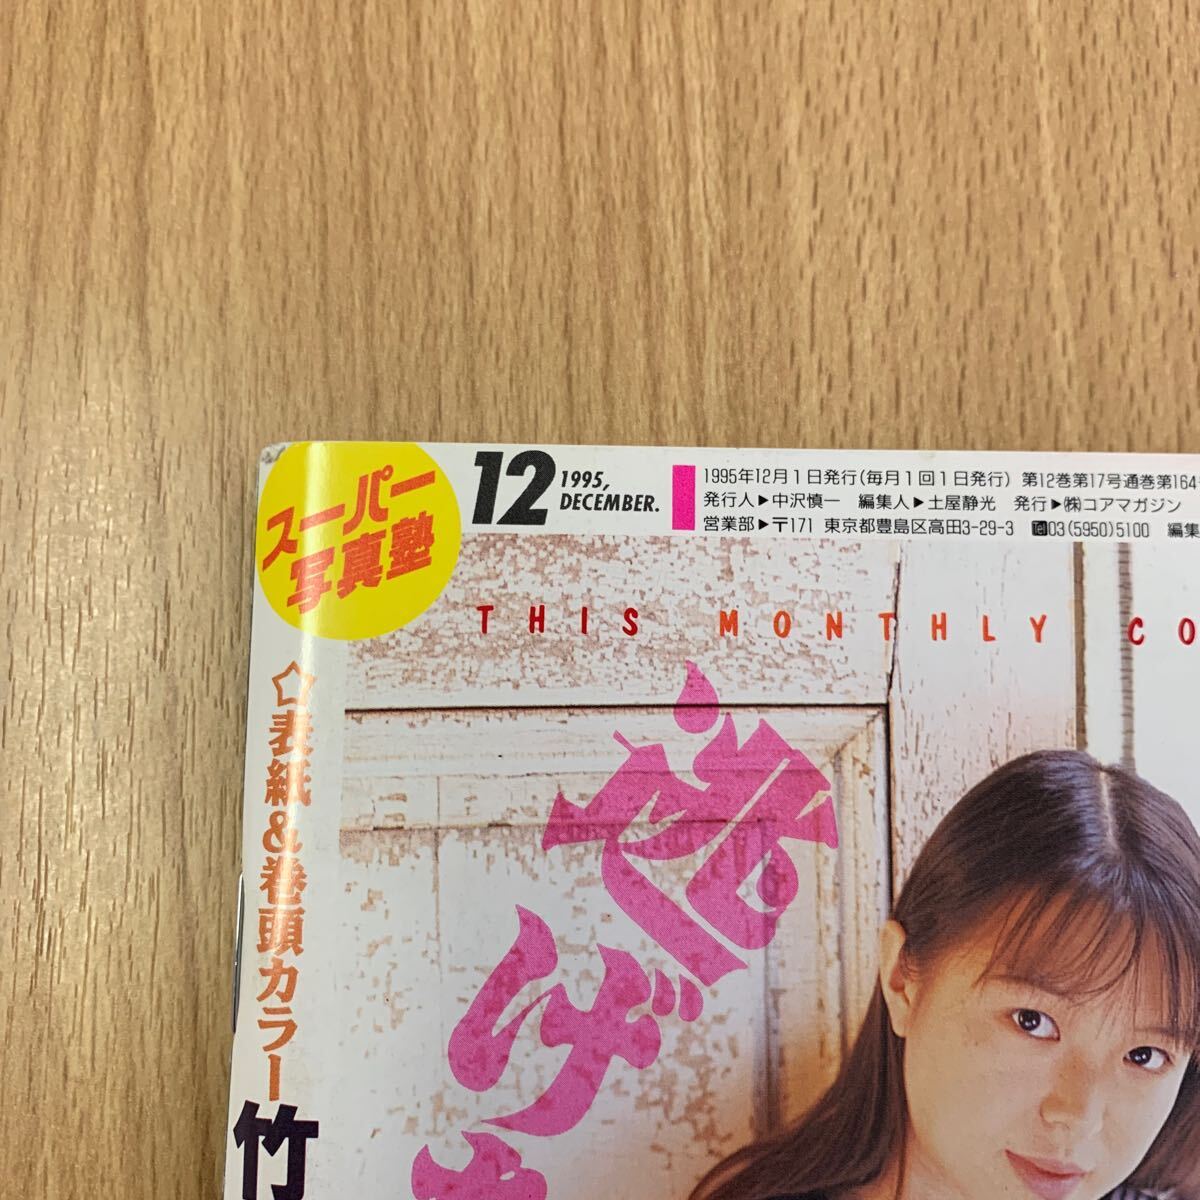 スーパー
写真塾
12 1995,
DECEMBER.
1995年12月1日発行(毎月1回1日発行) 第12巻第17号通巻第164
発行人▶中沢慎一 編集人▶土屋静光 発行▶㈱コアマガジン
営業部▶〒171 東京都豊島区高田3-29-3 ☎03(5950)5100 編集
THIS MONTHLY CO
☆表紙&巻頭カラー
竹